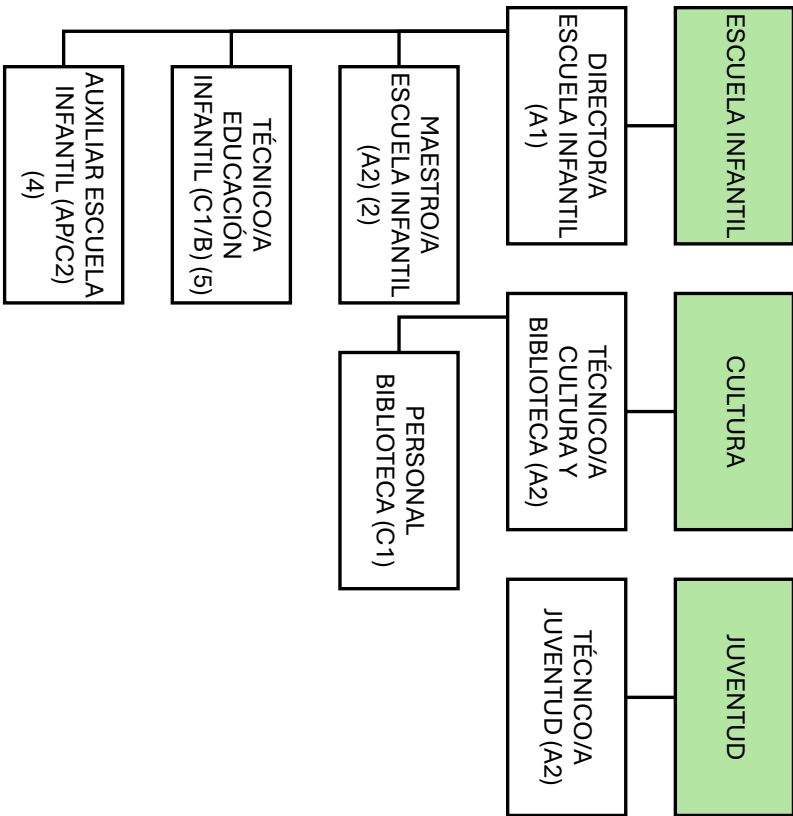 ESCUELA INFANTIL
DIRECTOR/A
ESCUELA INFANTIL
(A1)
MAESTRO/A
ESCUELA INFANTIL
(A2) (2)
TÉCNICO/A
EDUCACIÓN
INFANTIL (C1/B) (5)
AUXILIAR ESCUELA
INFANTIL (AP/C2)
(4)
CULTURA
TÉCNICO/A
CULTURA Y
BIBLIOTECA (A2)
PERSONAL
BIBLIOTECA (C1)
JUVENTUD
TÉCNICO/A
JUVENTUD (A2)